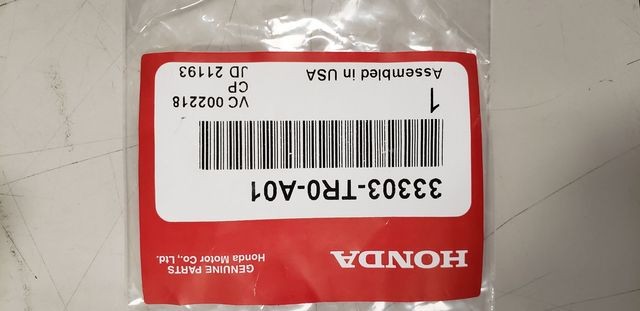 HONDA
GENUINE PARTS
Honda Motor Co., Ltd.
33303-TR0-A01
1
VC 002218
CP
Assembled in USA
JD 21193